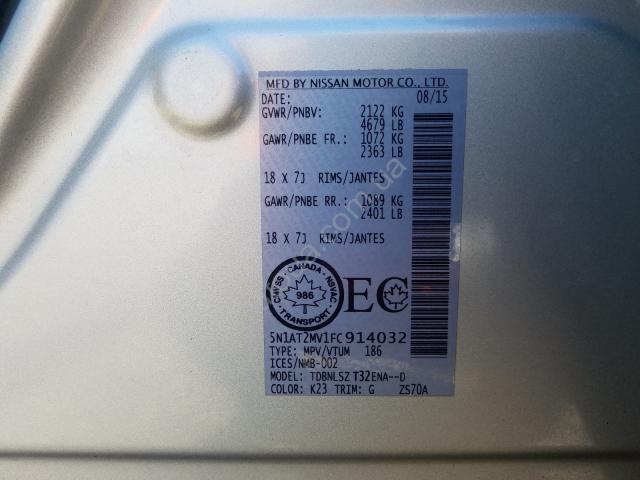 MFD BY NISSAN MOTOR CO., LTD.
DATE: 08/15
GVWR/PNBV: 2122 KG
4679 LB
GAWR/PNBE FR.: 1072 KG
2363 LB
18 X 7J RIMS/JANTES
GAWR/PNBE RR.: 1089 KG
2401 LB
18 X 7J RIMS/JANTES
CMVSS - CANADA - NSVAC
986
TRANSPORT
EC
5N1AT2MV1FC914032
TYPE: MPV/VTUM 186
ICES/NMB-002
MODEL: TDBNLSZ T32ENA--D
COLOR: K23 TRIM: G ZS70A